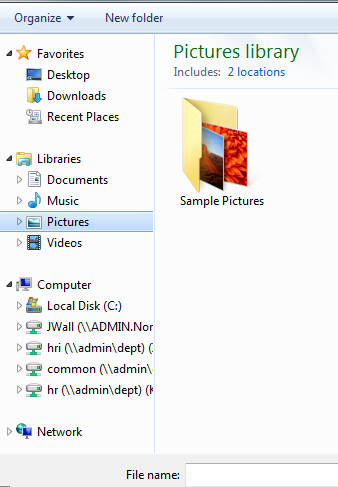 Organize New folder
Favorites
Desktop
Downloads
Recent Places
Libraries
Documents
Music
Pictures
Videos
Computer
Local Disk (C:)
JWall (\\ADMIN.Nor
hri (\\admin\dept) (
common (\\admin\
hr (\\admin\dept) (K
Network
Pictures library
Includes: 2 locations
Sample Pictures
File name: